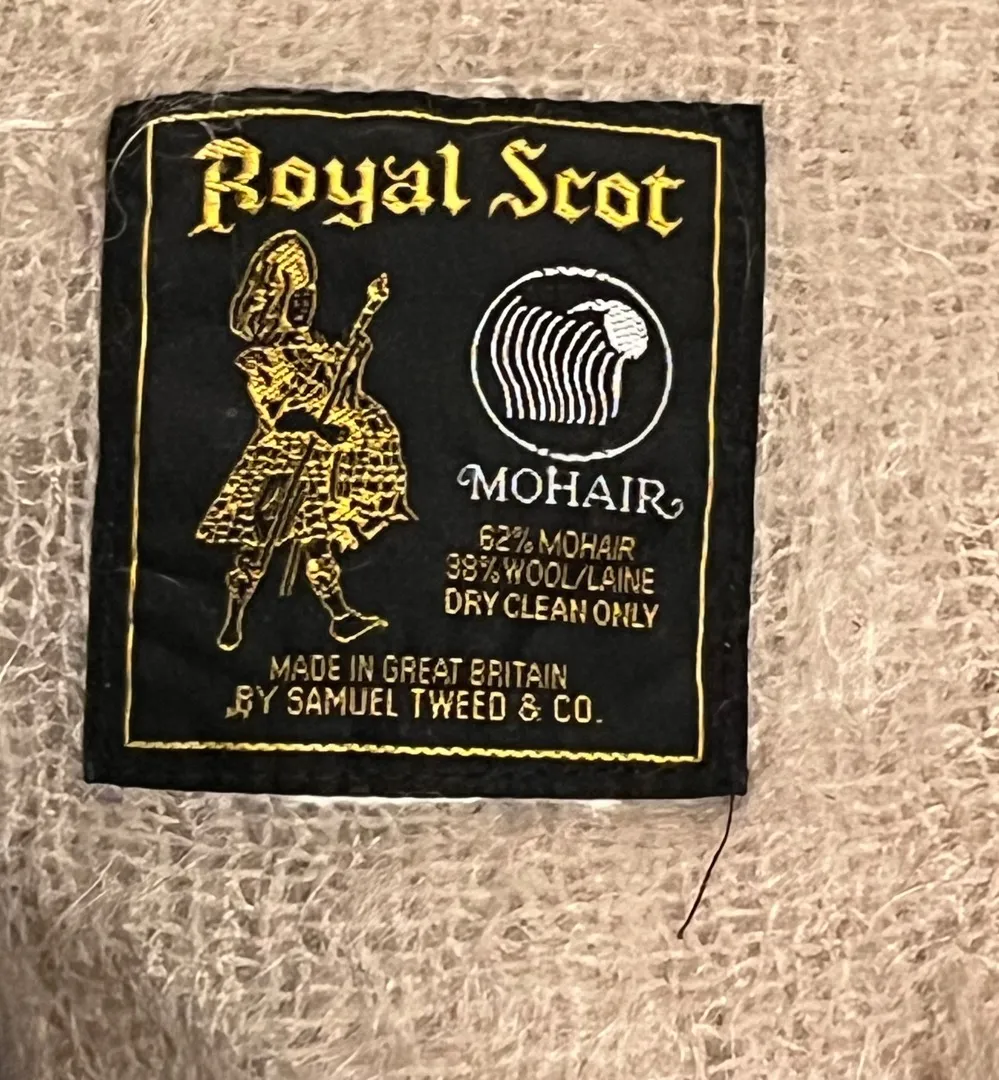 Royal Scot
MOHAIR
62% MOHAIR
38% WOOL/LAINE
DRY CLEAN ONLY
MADE IN GREAT BRITAIN
BY SAMUEL TWEED & CO.